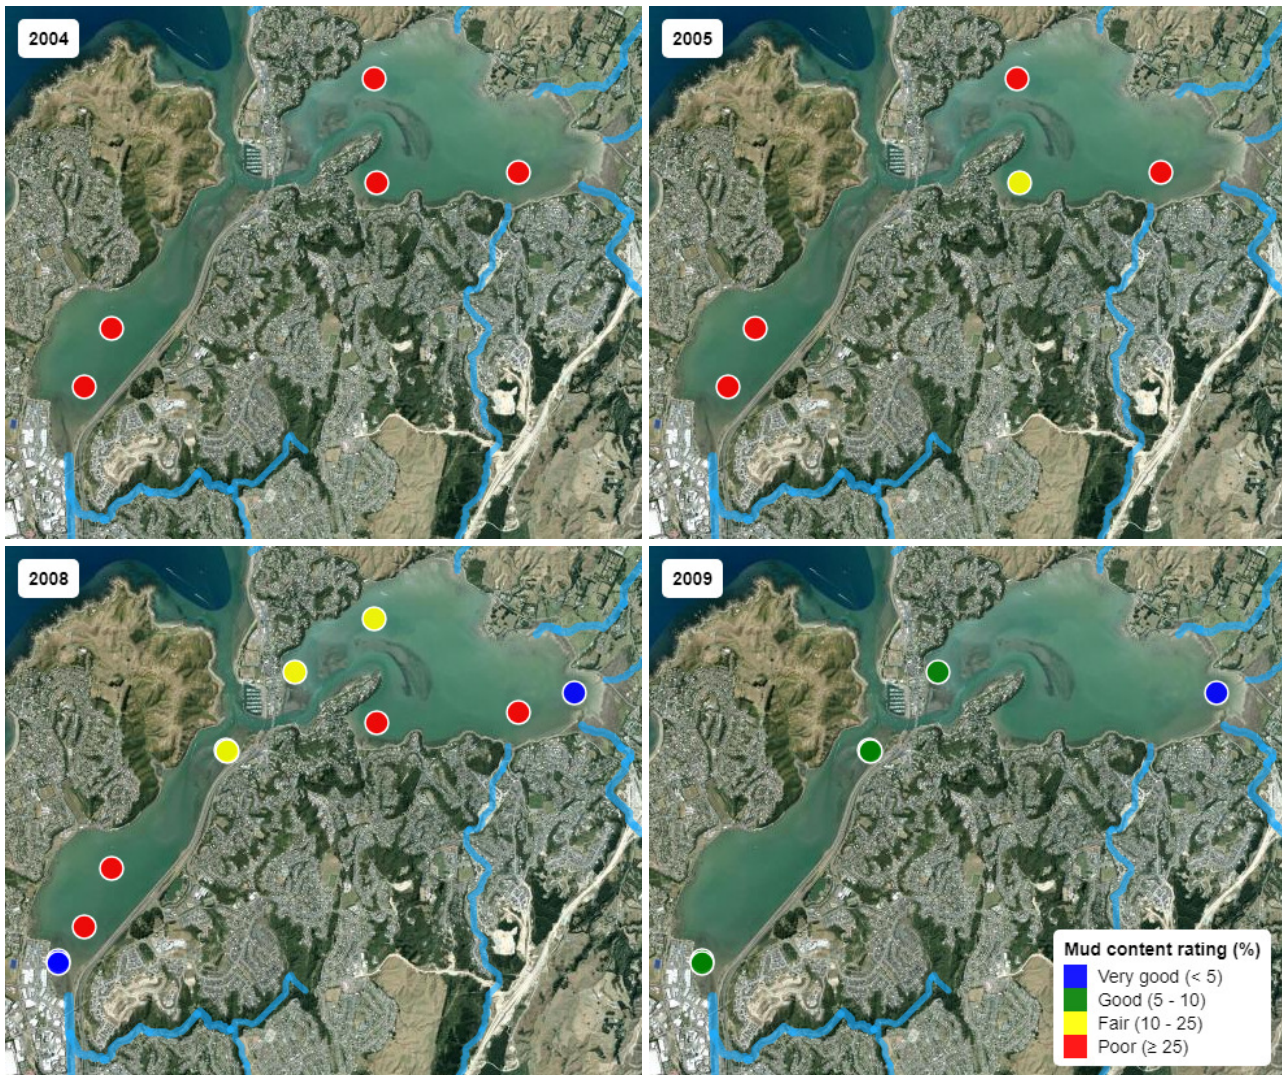 2004
2005
2008
2009
Mud content rating (%)
Very good (< 5)
Good (5 - 10)
Fair (10 - 25)
Poor (≥ 25)